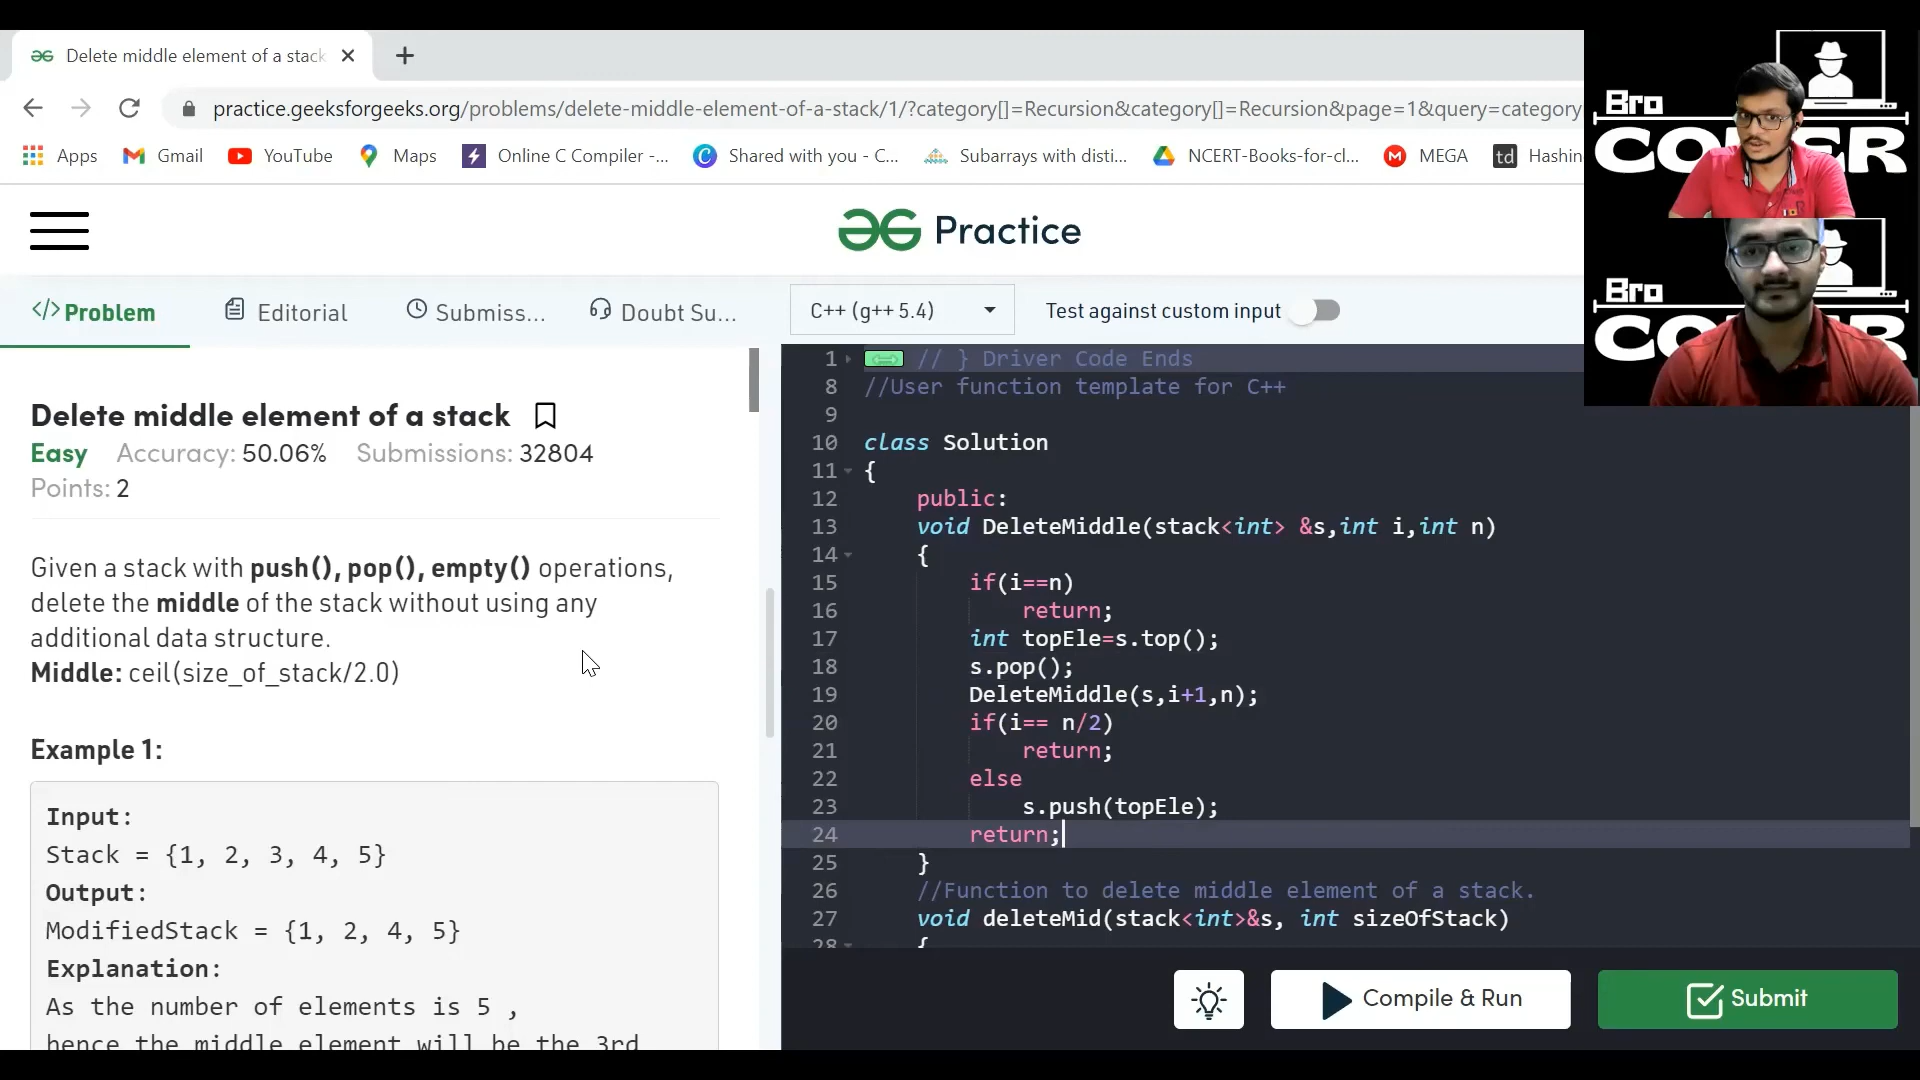 Delete middle element of a stack
practice.geeksforgeeks.org/problems/delete-middle-element-of-a-stack/1/?category[]=Recursion&category[]=Recursion&page=1&query=category
Apps Gmail YouTube Maps Online C Compiler -... Shared with you - C... Subarrays with disti... NCERT-Books-for-cl... MEGA td Hashin
Bro
Bro
Practice
</> Problem Editorial Submiss... Doubt Su... C++ (g++ 5.4) Test against custom input
Delete middle element of a stack
Easy Accuracy: 50.06% Submissions: 32804
Points: 2
Given a stack with push(), pop(), empty() operations,
delete the middle of the stack without using any
additional data structure.
Middle: ceil(size_of_stack/2.0)
Example 1:
Input:
Stack = {1, 2, 3, 4, 5}
Output:
ModifiedStack = {1, 2, 4, 5}
Explanation:
As the number of elements is 5 ,
hence the middle element will be the 3rd
1 // } Driver Code Ends
8 //User function template for C++
9
10 class Solution
11 {
12 public:
13 void DeleteMiddle(stack<int> &s,int i,int n)
14 {
15 if(i==n)
16 return;
17 int topEle=s.top();
18 s.pop();
19 DeleteMiddle(s,i+1,n);
20 if(i== n/2)
21 return;
22 else
23 s.push(topEle);
24 return;
25 }
26 //Function to delete middle element of a stack.
27 void deleteMid(stack<int>&s, int sizeOfStack)
28 {
Compile & Run Submit